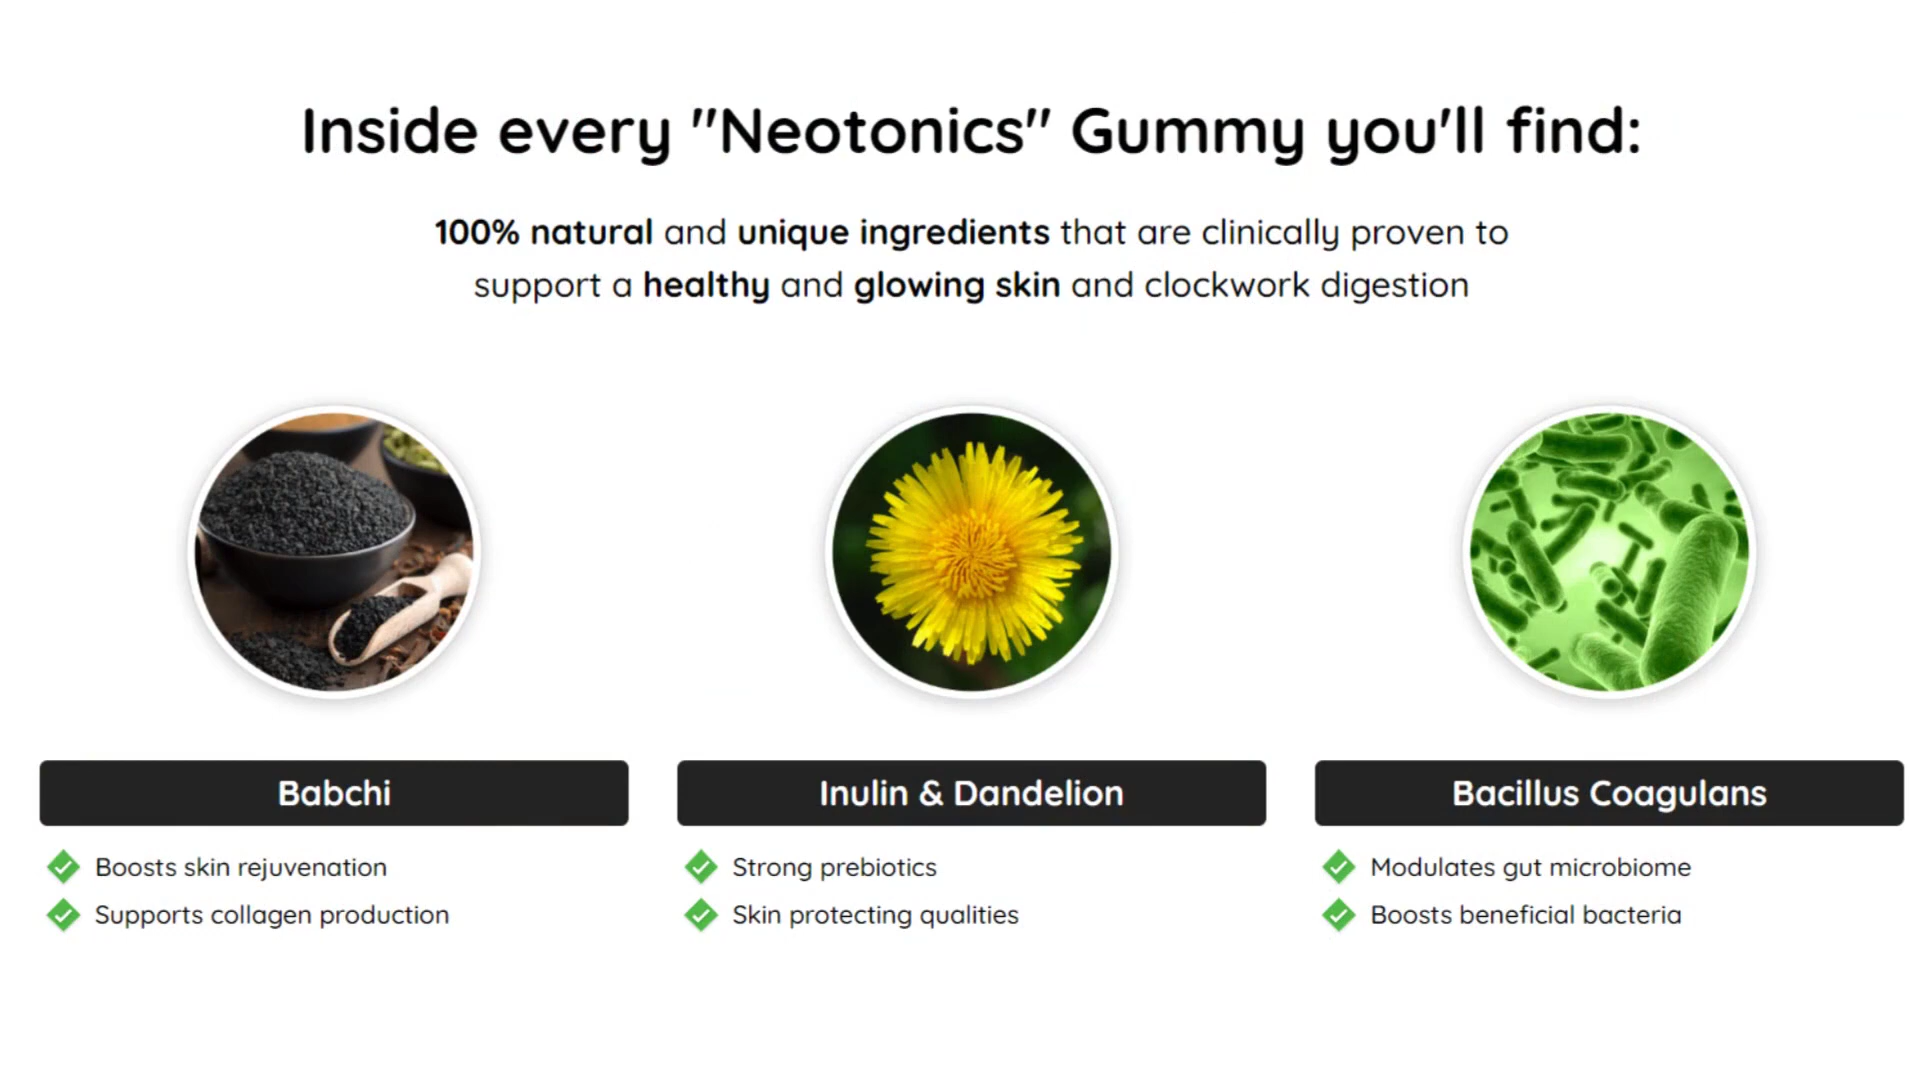 Inside every "Neotonics" Gummy you'll find:
100% natural and unique ingredients that are clinically proven to
support a healthy and glowing skin and clockwork digestion
Babchi
Boosts skin rejuvenation
Supports collagen production
Inulin & Dandelion
Strong prebiotics
Skin protecting qualities
Bacillus Coagulans
Modulates gut microbiome
Boosts beneficial bacteria